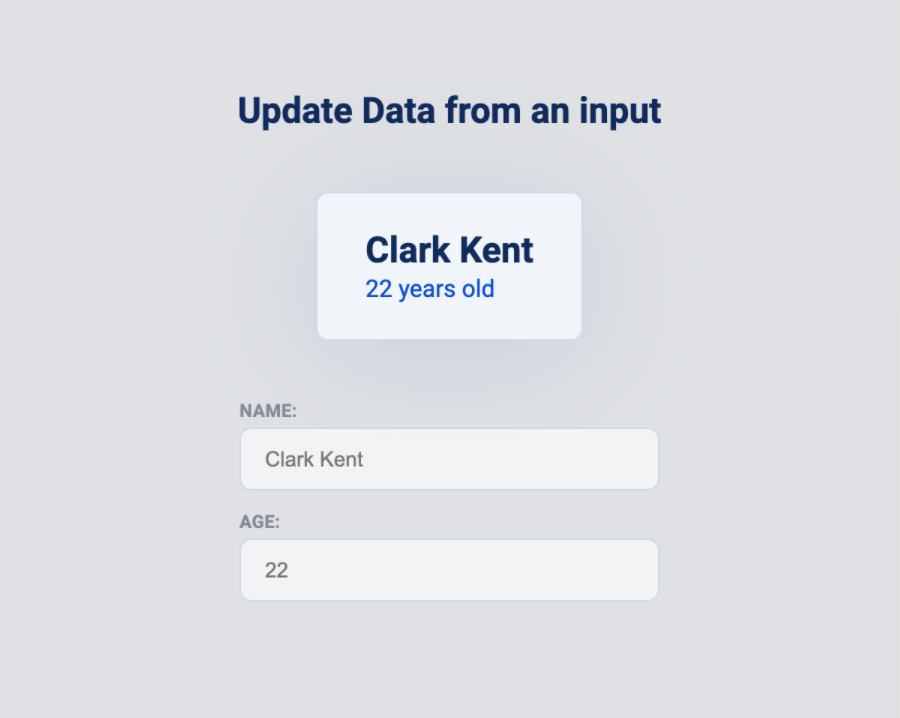 Update Data from an input
Clark Kent
22 years old
NAME:
Clark Kent
AGE:
22